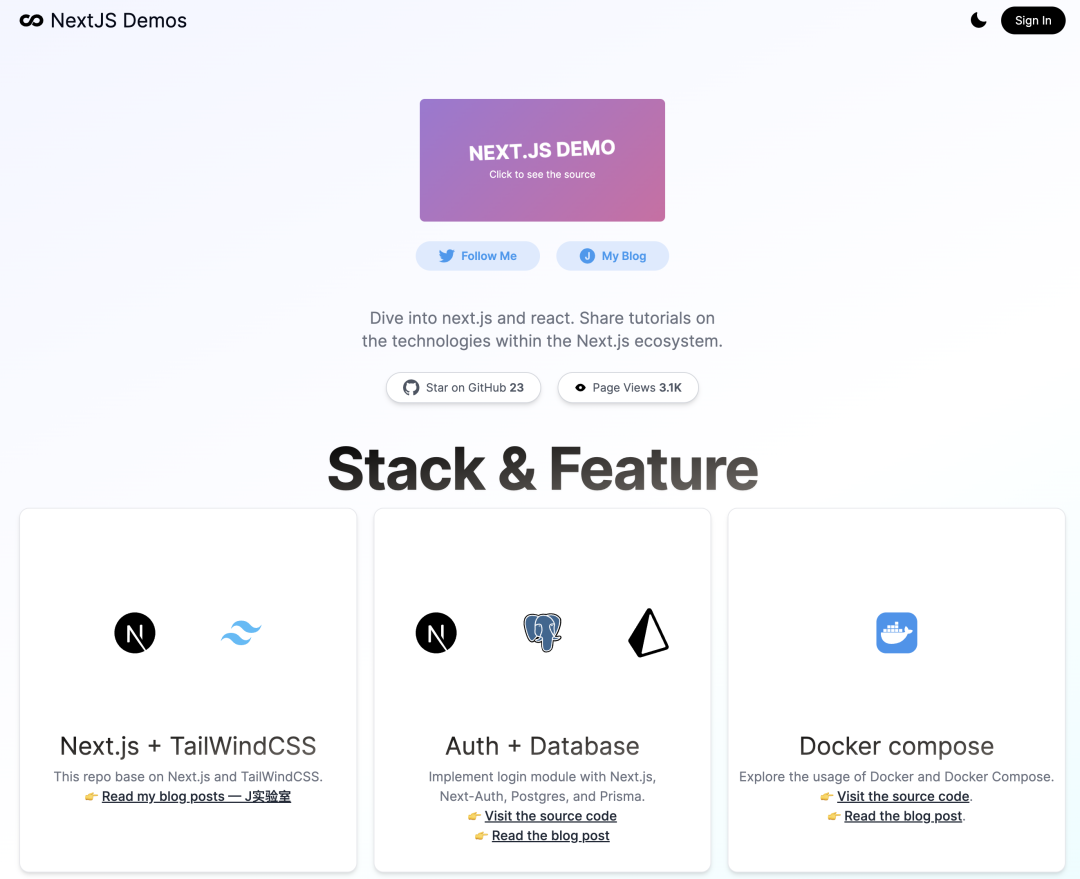 NextJS Demos
Sign In
NEXT.JS DEMO
Click to see the source
Follow Me
J My Blog
Dive into next.js and react. Share tutorials on
the technologies within the Next.js ecosystem.
Star on GitHub 23
Page Views 3.1K
Stack & Feature
N
N
Next.js + TailWindCSS
This repo base on Next.js and TailWindCSS.
👉 Read my blog posts — J实验室
Auth + Database
Implement login module with Next.js,
Next-Auth, Postgres, and Prisma.
👉 Visit the source code
👉 Read the blog post
Docker compose
Explore the usage of Docker and Docker Compose.
👉 Visit the source code.
👉 Read the blog post.